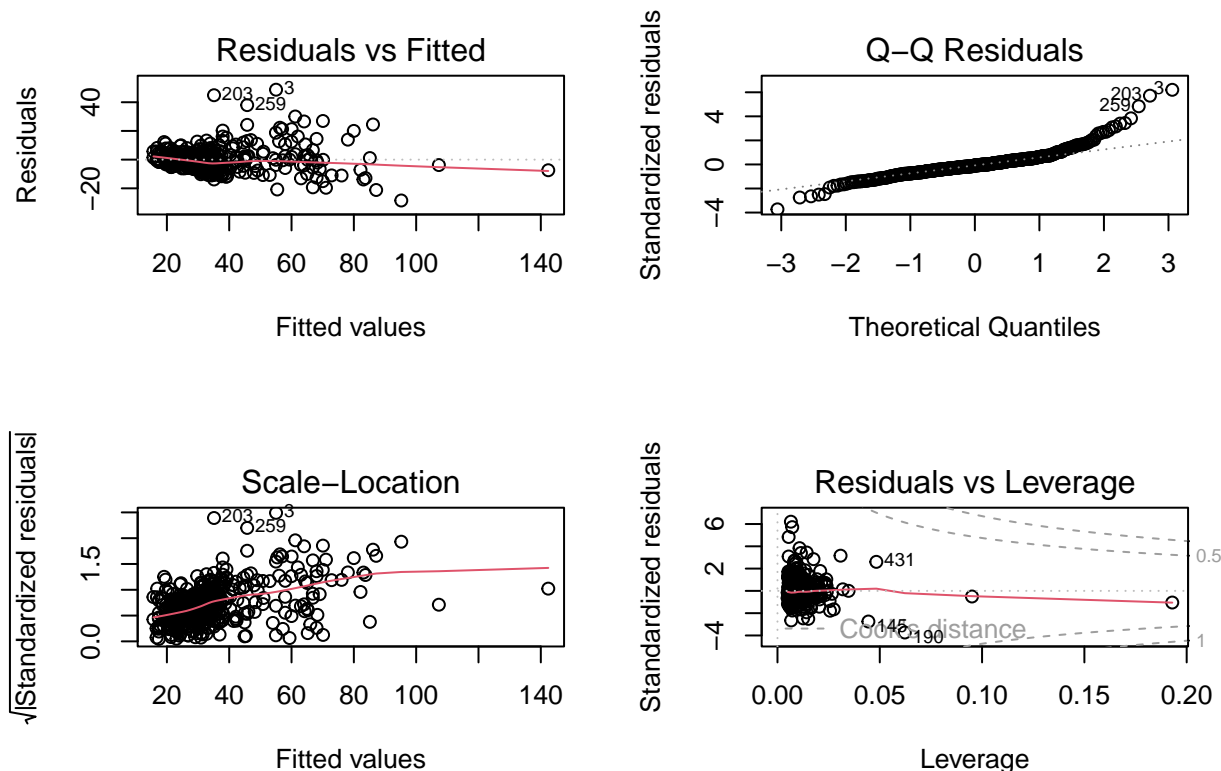 Residuals vs Fitted
Residuals
40
−20
203
3
259
20 40 60 80 100 140
Fitted values
Q−Q Residuals
Standardized residuals
4
0
−4
203
3
259
−3 −2 −1 0 1 2 3
Theoretical Quantiles
Scale−Location
√|Standardized residuals|
1.5
0.0
203
3
259
20 40 60 80 100 140
Fitted values
Residuals vs Leverage
Standardized residuals
6
2
−4
431
145
190
Cook's distance
0.5
1
0.00 0.05 0.10 0.15 0.20
Leverage